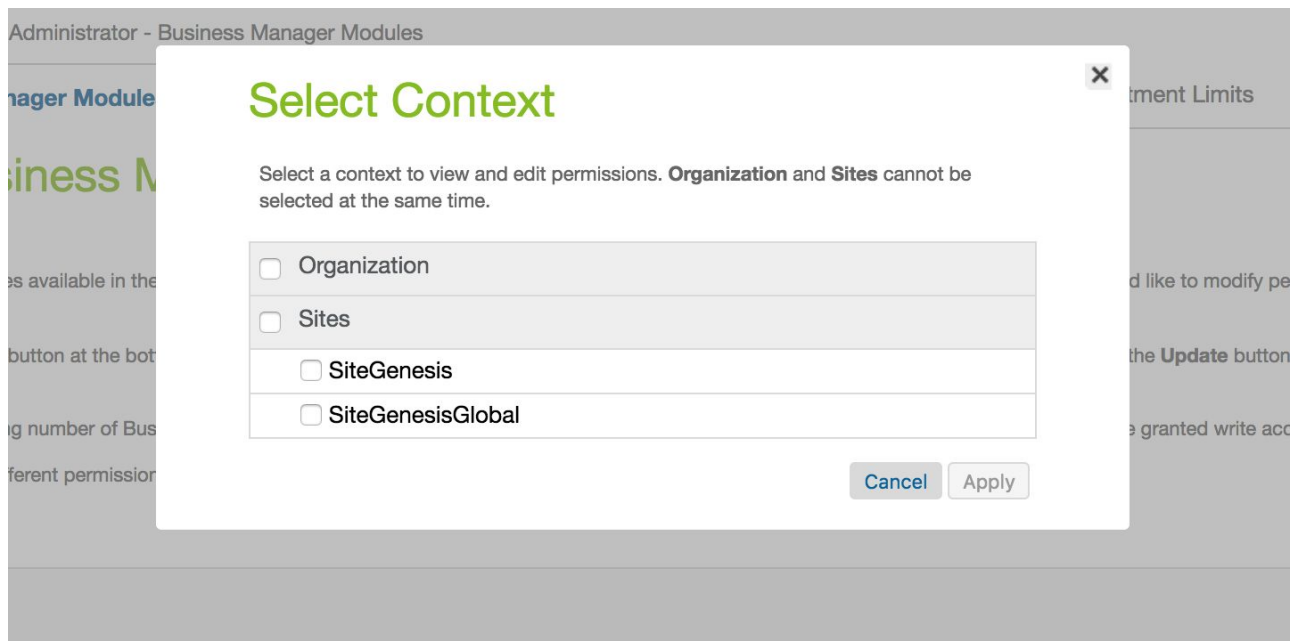 Administrator - Business Manager Modules
nager Module
tment Limits
Select Context
siness M
Select a context to view and edit permissions. Organization and Sites cannot be
selected at the same time.
Organization
es available in the
d like to modify pe
Sites
button at the bot
the Update button
SiteGenesis
SiteGenesisGlobal
ng number of Bus
e granted write acc
fferent permission
Cancel
Apply